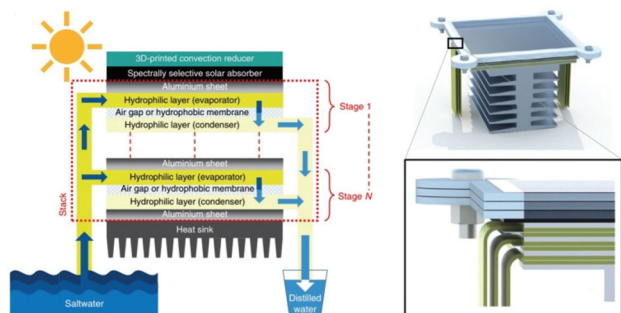 3D-printed convection reducer
Spectrally selective solar absorber
Aluminium sheet
Hydrophilic layer (evaporator)
Air gap or hydrophobic membrane
Hydrophilic layer (condenser)
Stage 1
Aluminium sheet
Hydrophilic layer (evaporator)
Air gap or hydrophobic membrane
Hydrophilic layer (condenser)
Aluminium sheet
Stage N
Stack
Heat sink
Saltwater
Distilled
water